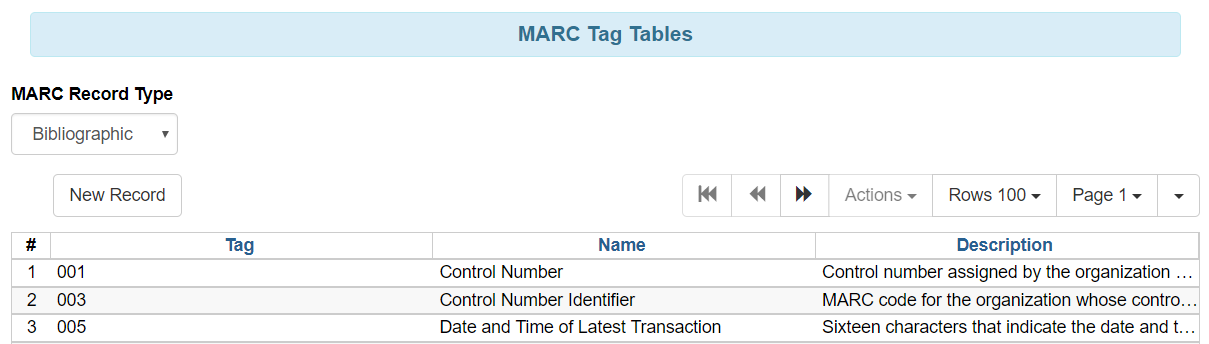 MARC Tag Tables
MARC Record Type
Bibliographic
New Record Actions Rows 100 Page 1
# Tag Name Description
1 001 Control Number Control number assigned by the organization …
2 003 Control Number Identifier MARC code for the organization whose contro…
3 005 Date and Time of Latest Transaction Sixteen characters that indicate the date and t…